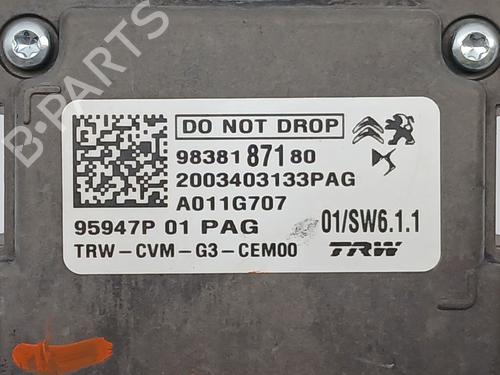 B-PARTS
DO NOT DROP
98381 871 80
2003403133PAG
A011G707
95947P 01 PAG
01/SW6.1.1
TRW-CVM-G3-CEM00
TRW